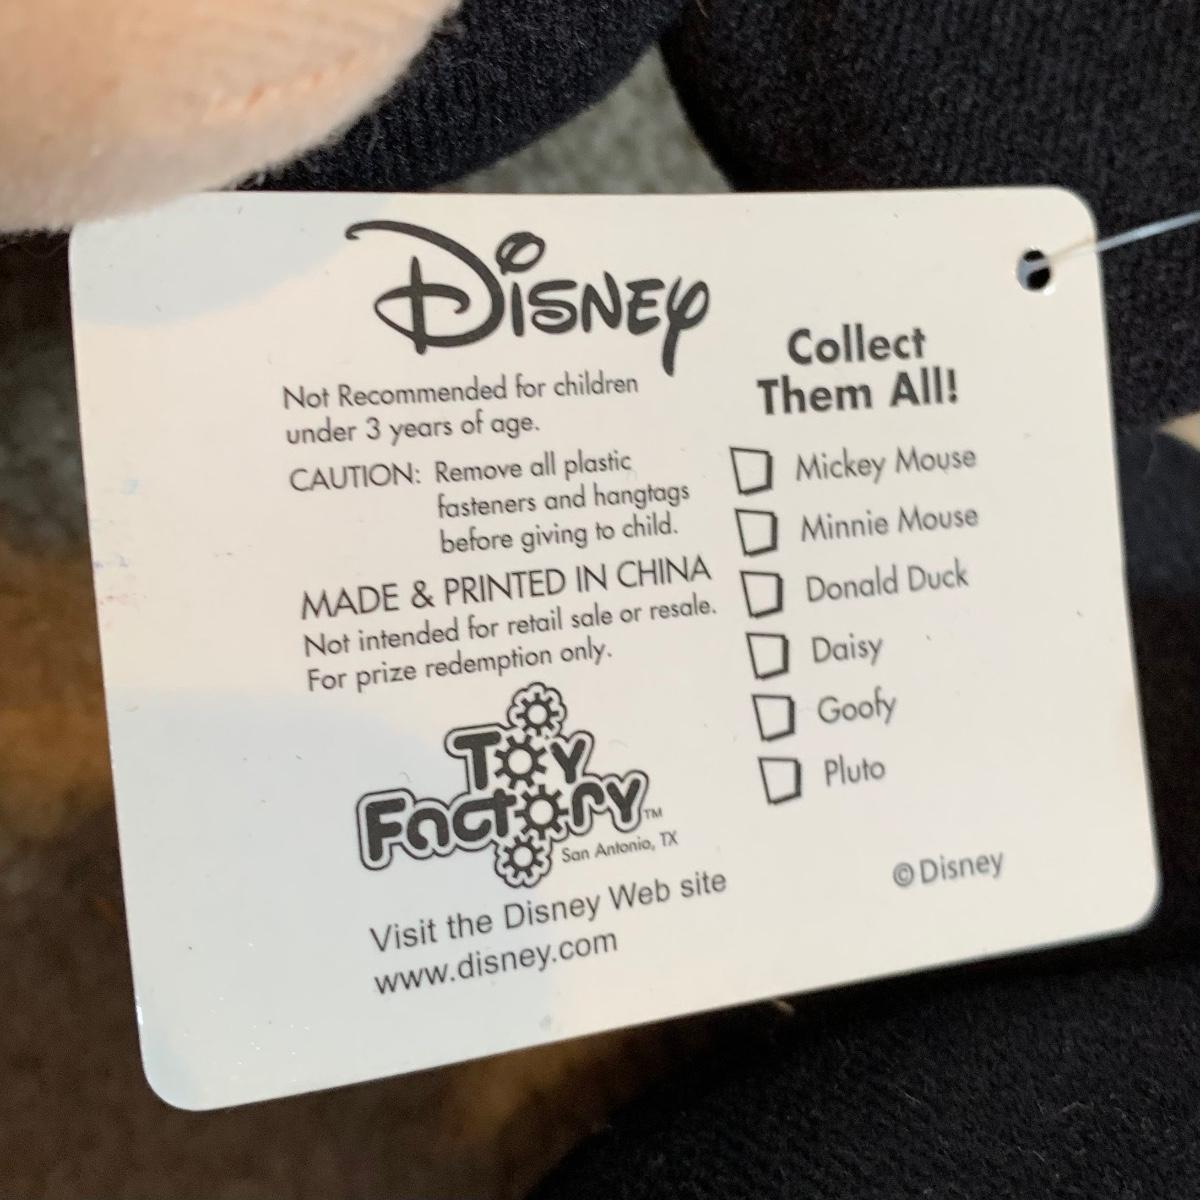 Disney
Not Recommended for children
under 3 years of age.
CAUTION: Remove all plastic
fasteners and hangtags
before giving to child.
MADE & PRINTED IN CHINA
Not intended for retail sale or resale.
For prize redemption only.
Toy
Factory™
San Antonio, TX
Visit the Disney Web site
www.disney.com
Collect
Them All!
Mickey Mouse
Minnie Mouse
Donald Duck
Daisy
Goofy
Pluto
© Disney